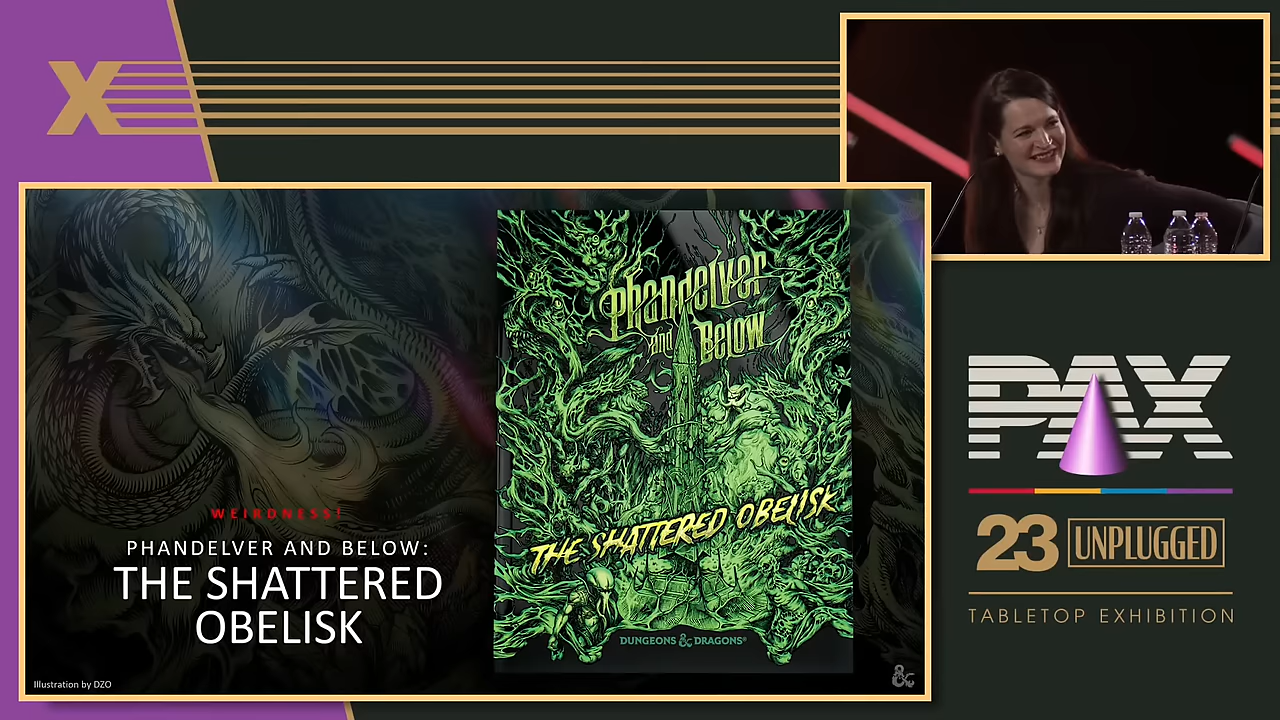 X
Phandelver
and Below
THE SHATTERED OBELISK
DUNGEONS & DRAGONS®
WEIRDNESS!
PHANDELVER AND BELOW:
THE SHATTERED
OBELISK
Illustration by DZO
&
PAX
23 UNPLUGGED
TABLETOP EXHIBITION